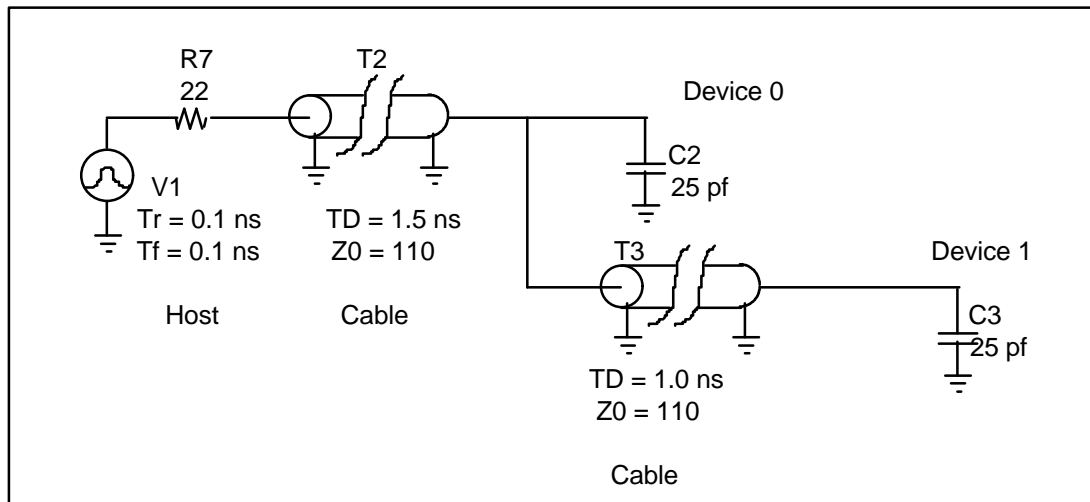 R7
22
T2
Device 0
C2
25 pf
V1
Tr = 0.1 ns
Tf = 0.1 ns
TD = 1.5 ns
Z0 = 110
T3
Device 1
Host
Cable
C3
25 pf
TD = 1.0 ns
Z0 = 110
Cable